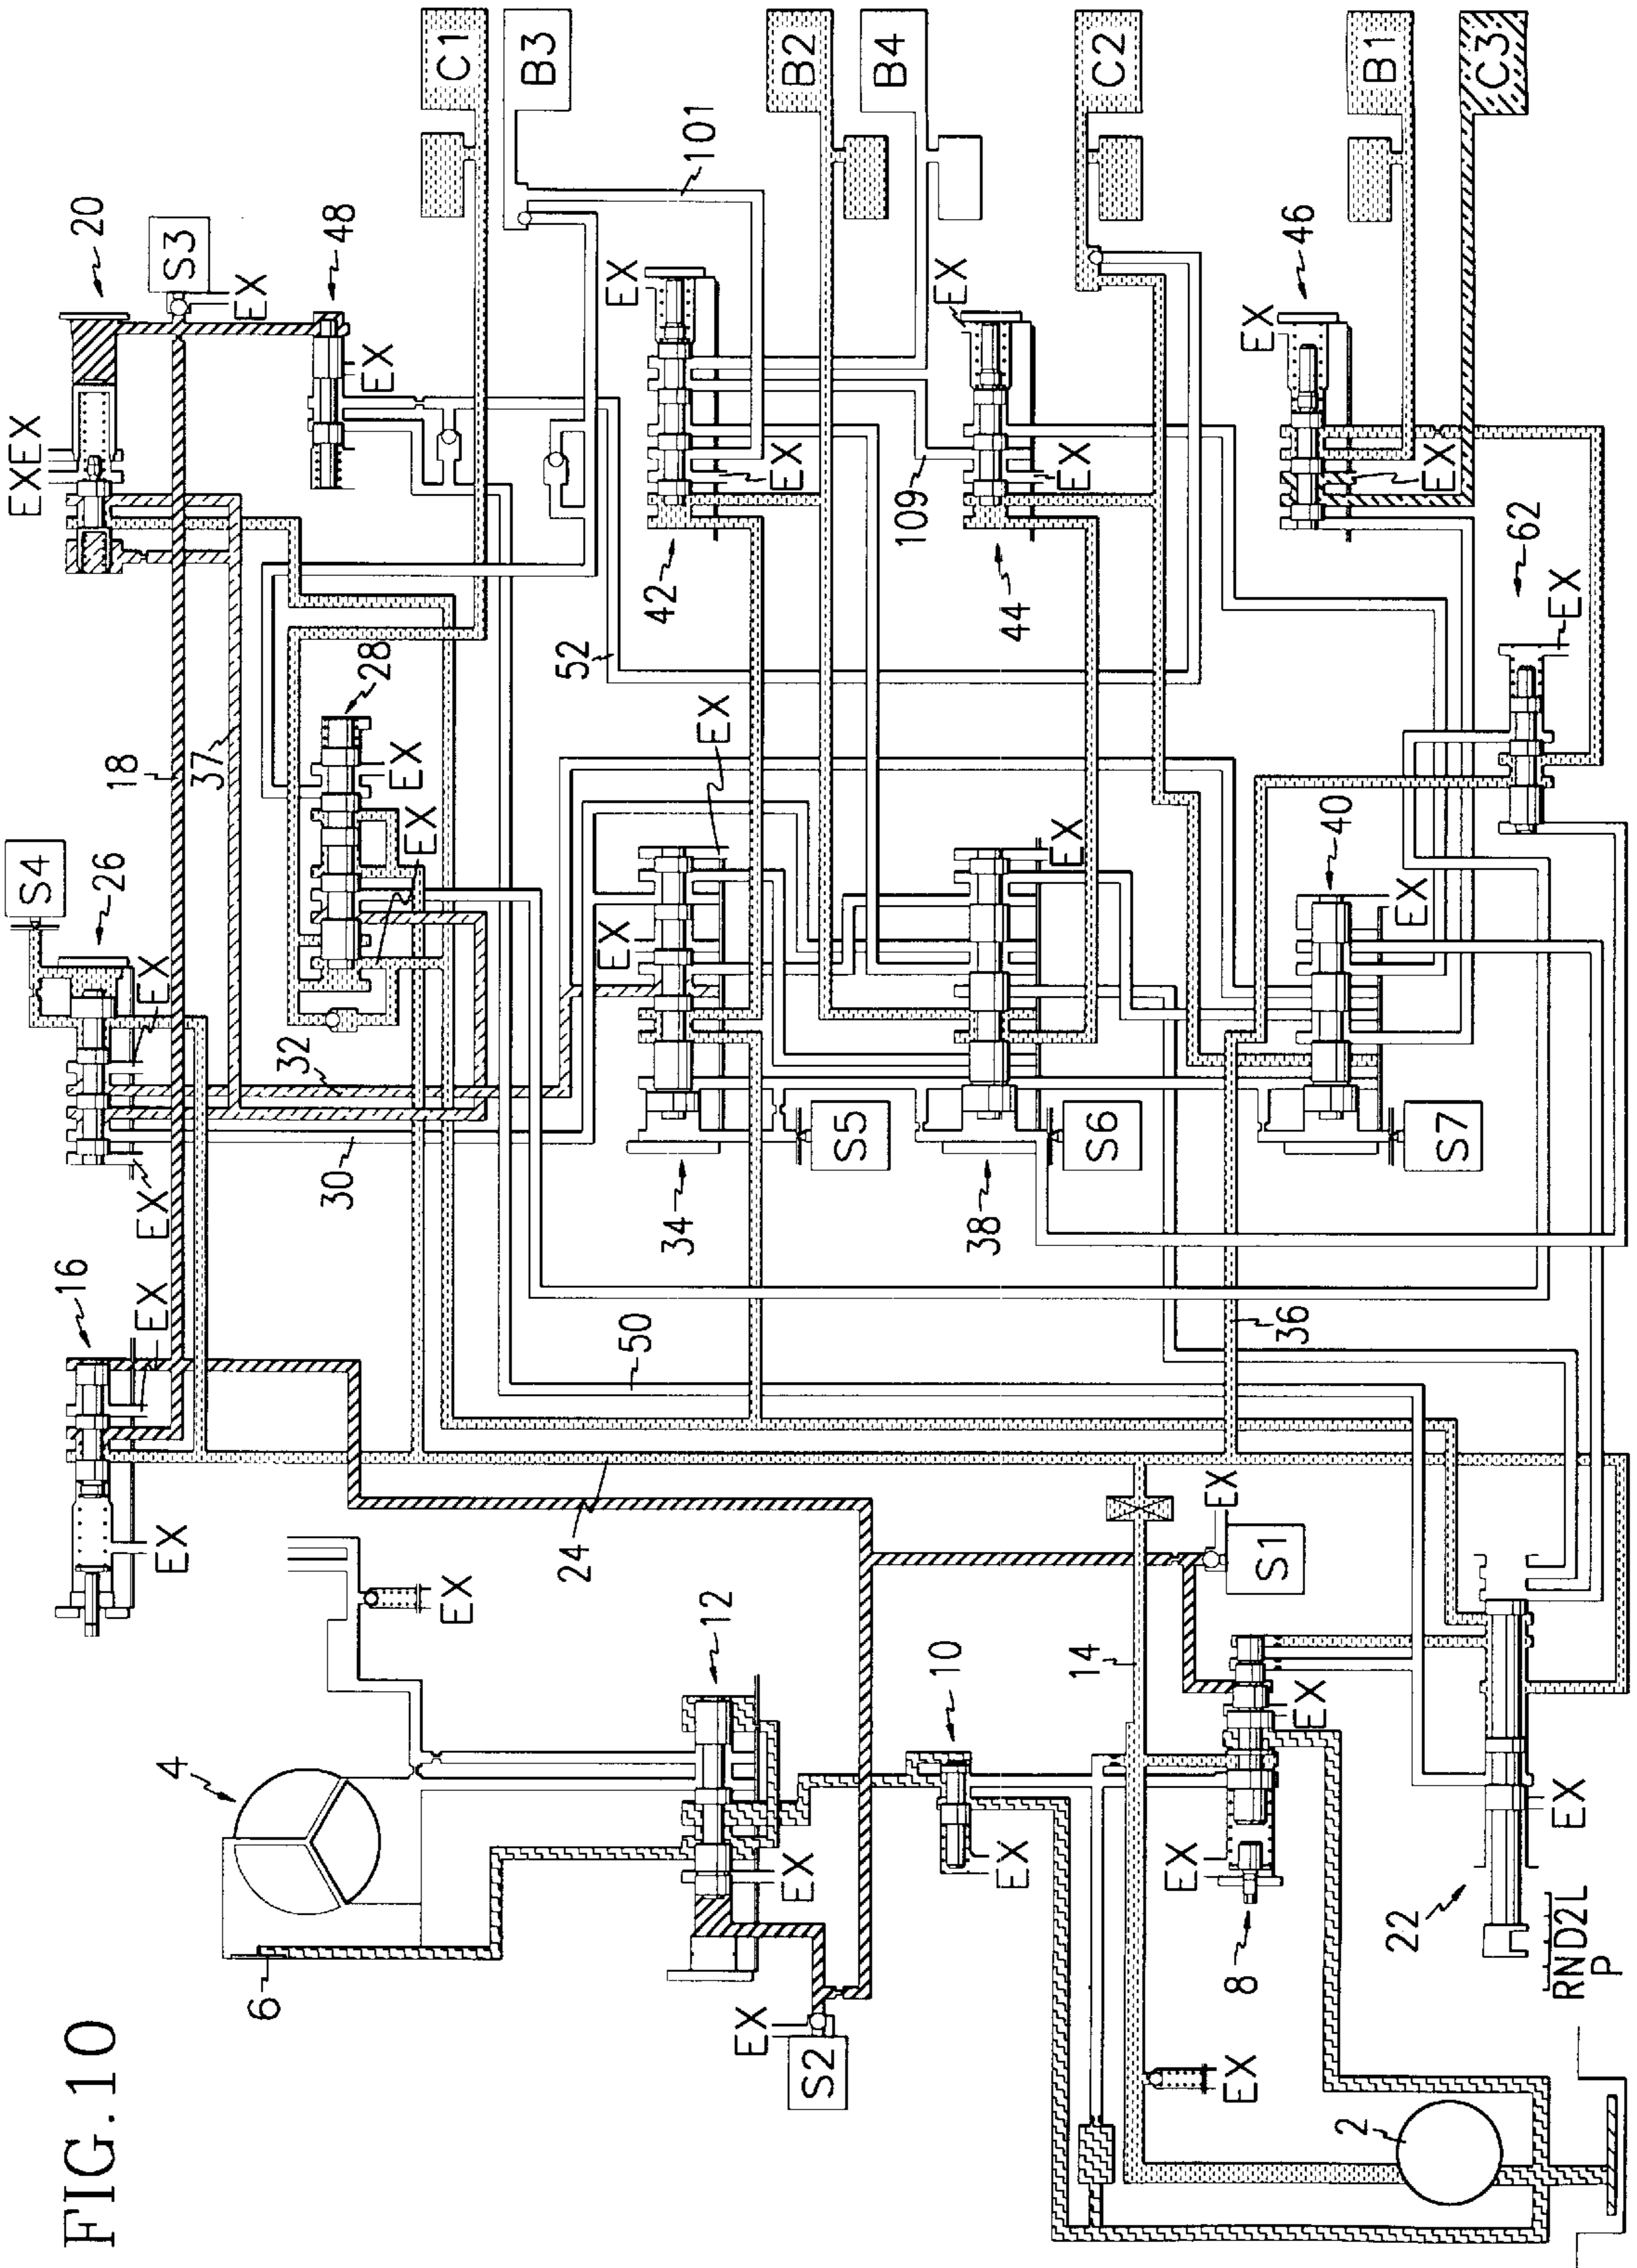 FIG.10
S4
EXEX
16
26
20
EX
EX
EX
EX
4
18
S3
37
EX
6
32
30
48
28
EX
EX
EX
EX
C1
B3
24
52
50
EX
42
EX
34
101
12
EX
EX
EX
S2
EX
S5
B2
B4
109
10
EX
38
44
EX
EX
EX
S6
C2
14
EX
8
EX
S1
EX
EX
36
40
EX
46
22
EX
S7
EX
B1
2
62
C3
EX
EX
RND2L
P